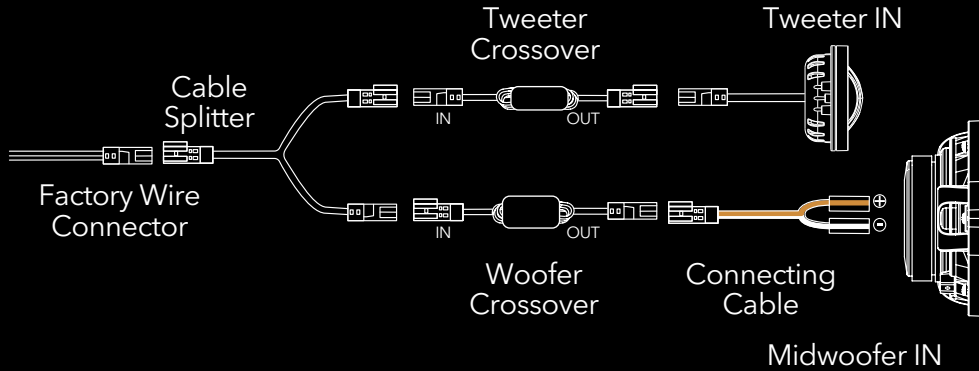 Tweeter
Crossover
Tweeter IN
Cable
Splitter
IN
OUT
Factory Wire
Connector
IN
OUT
+
-
Woofer
Crossover
Connecting
Cable
Midwoofer IN